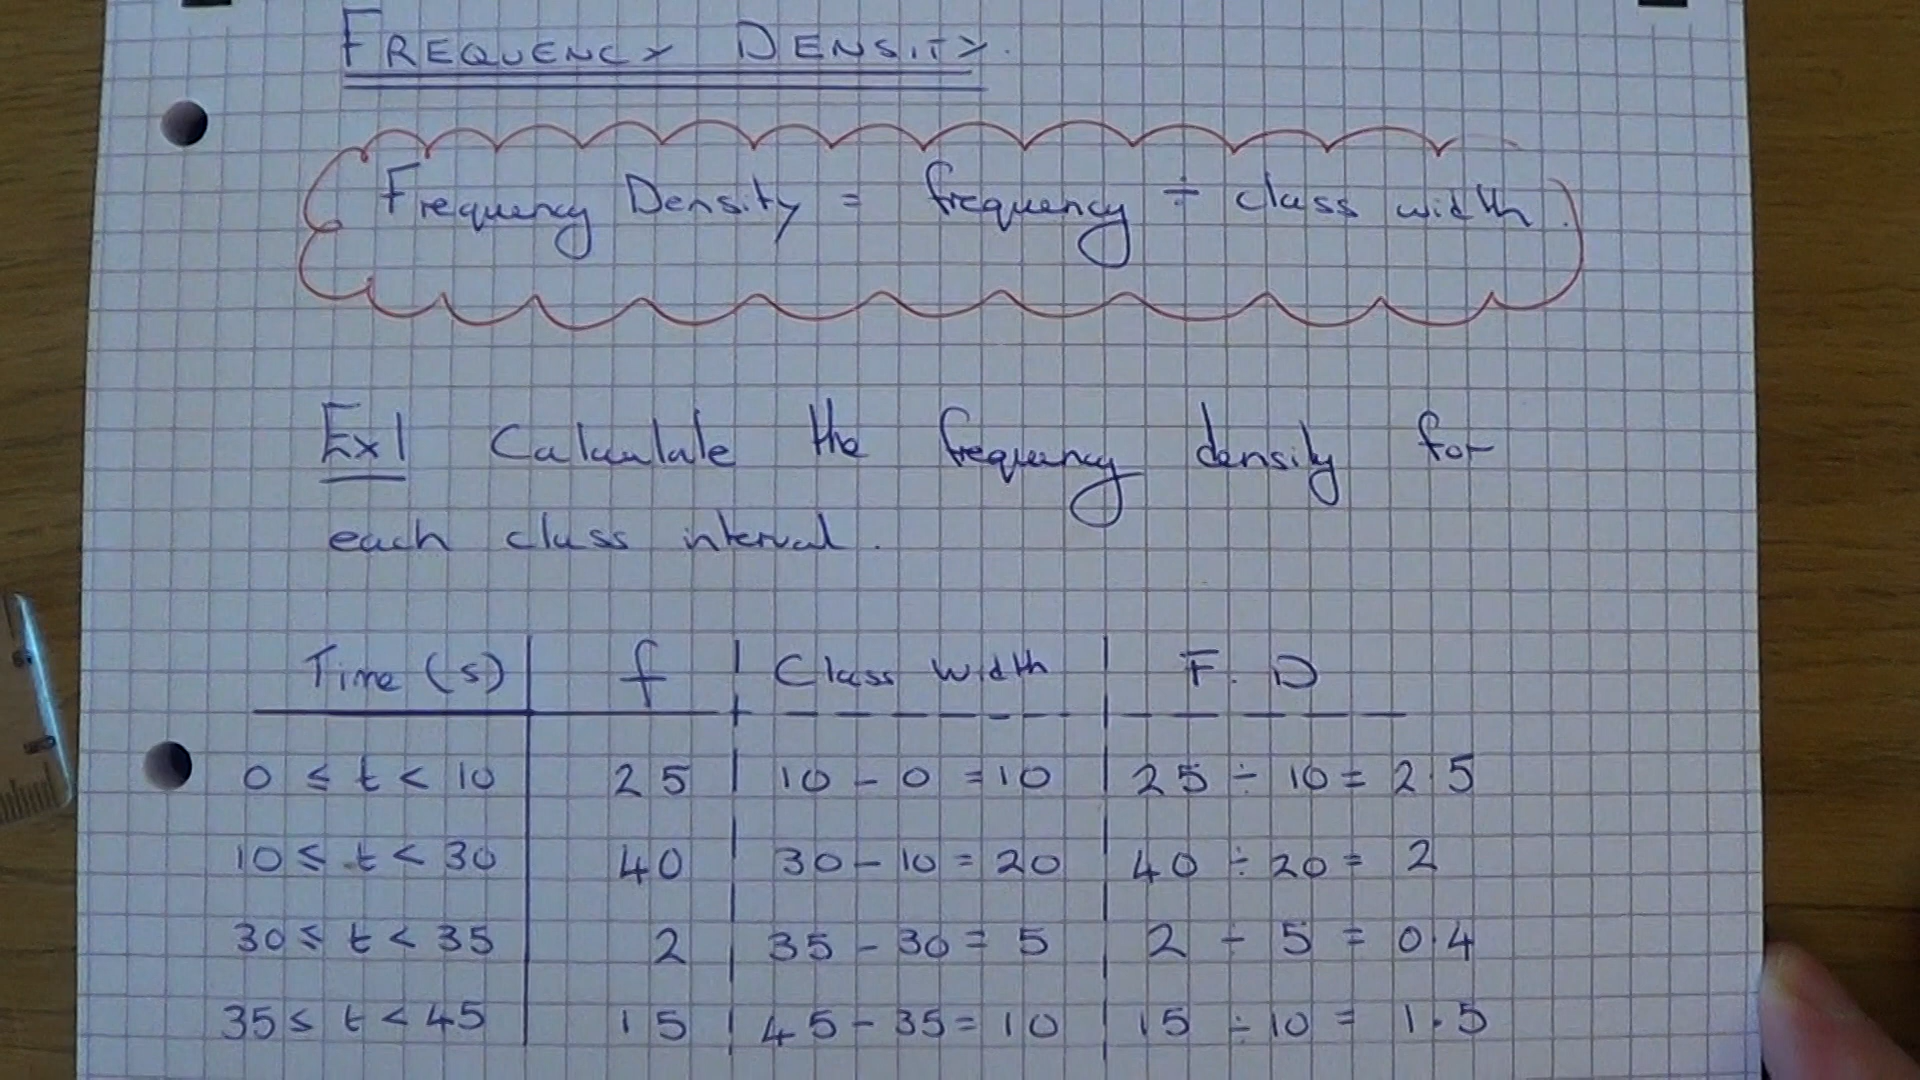 FREQUENCY DENSITY.
Frequency Density = frequency ÷ class width.
Ex1 Calculate the frequency density for
each class interval.
Time (s) f Class Width F.D
0 ≤ t < 10 25 10 - 0 = 10 25 ÷ 10 = 2.5
10 ≤ t < 30 40 30 - 10 = 20 40 ÷ 20 = 2
30 ≤ t < 35 2 35 - 30 = 5 2 ÷ 5 = 0.4
35 ≤ t < 45 15 45 - 35 = 10 15 ÷ 10 = 1.5